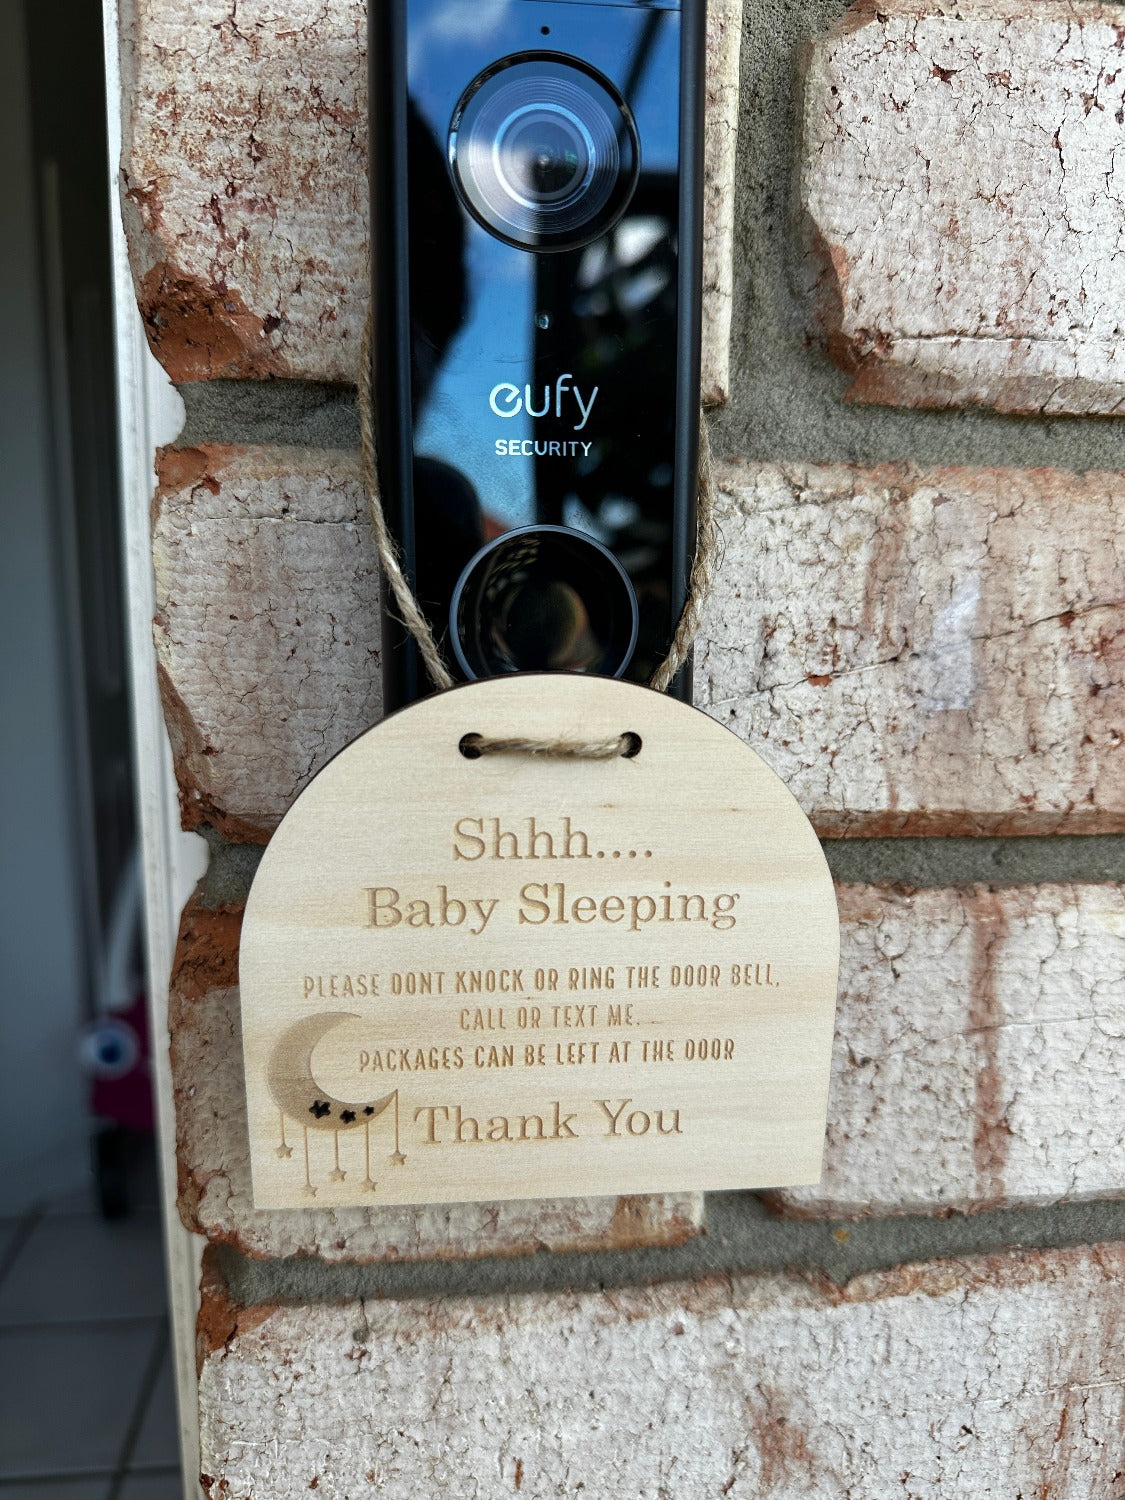 eufy
SECURITY
Shhh....
Baby Sleeping
PLEASE DONT KNOCK OR RING THE DOOR BELL,
CALL OR TEXT ME.
PACKAGES CAN BE LEFT AT THE DOOR
Thank You